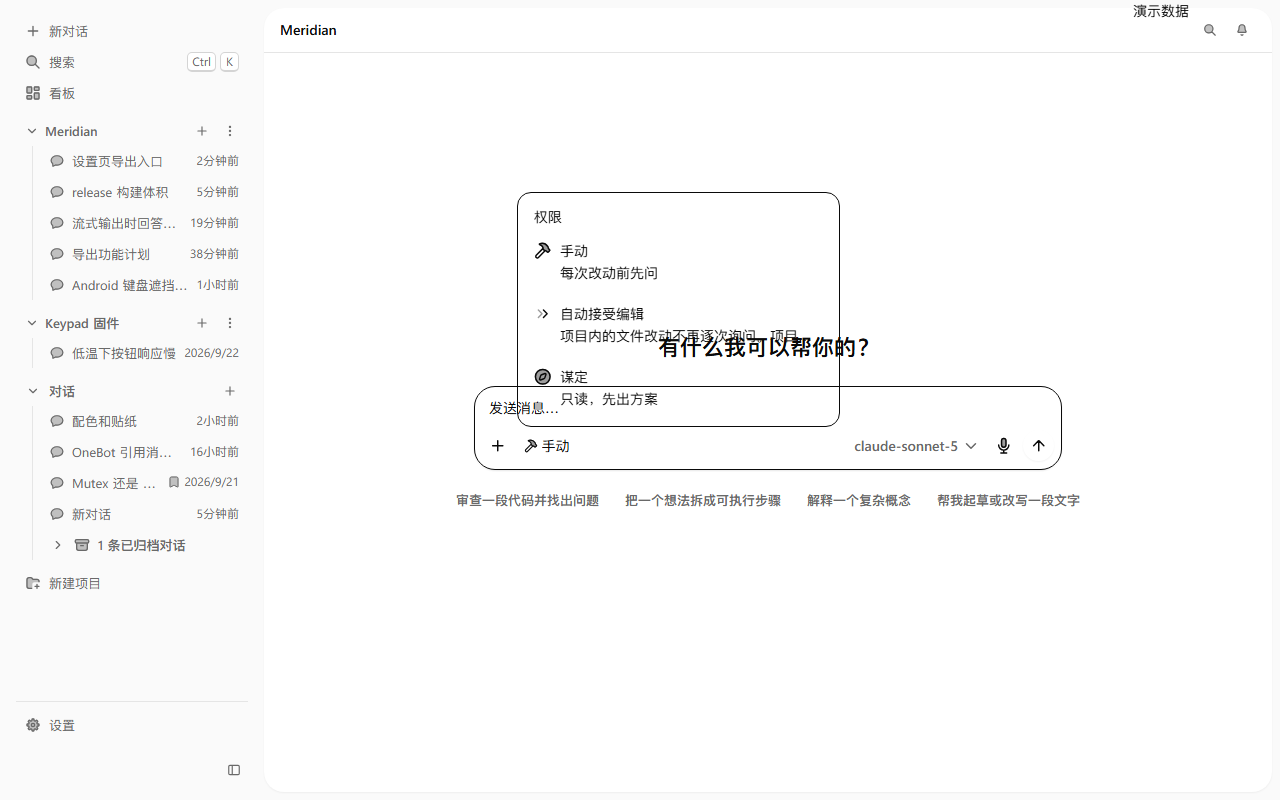 演示数据
新对话
搜索 Ctrl K
看板
Meridian
设置页导出入口 2分钟前
release 构建体积 5分钟前
流式输出时回答… 19分钟前
导出功能计划 38分钟前
Android 键盘遮挡… 1小时前
Keypad 固件
低温下按钮响应慢 2026/9/22
对话
配色和贴纸 2小时前
OneBot 引用消… 16小时前
Mutex 还是 … 2026/9/21
新对话 5分钟前
1 条已归档对话
新建项目
设置
Meridian
权限
手动
每次改动前先问
自动接受编辑
项目内的文件改动不再逐次询问，项目
有什么我可以帮你的？
谋定
只读，先出方案
发送消息…
手动 claude-sonnet-5
审查一段代码并找出问题 把一个想法拆成可执行步骤 解释一个复杂概念 帮我起草或改写一段文字